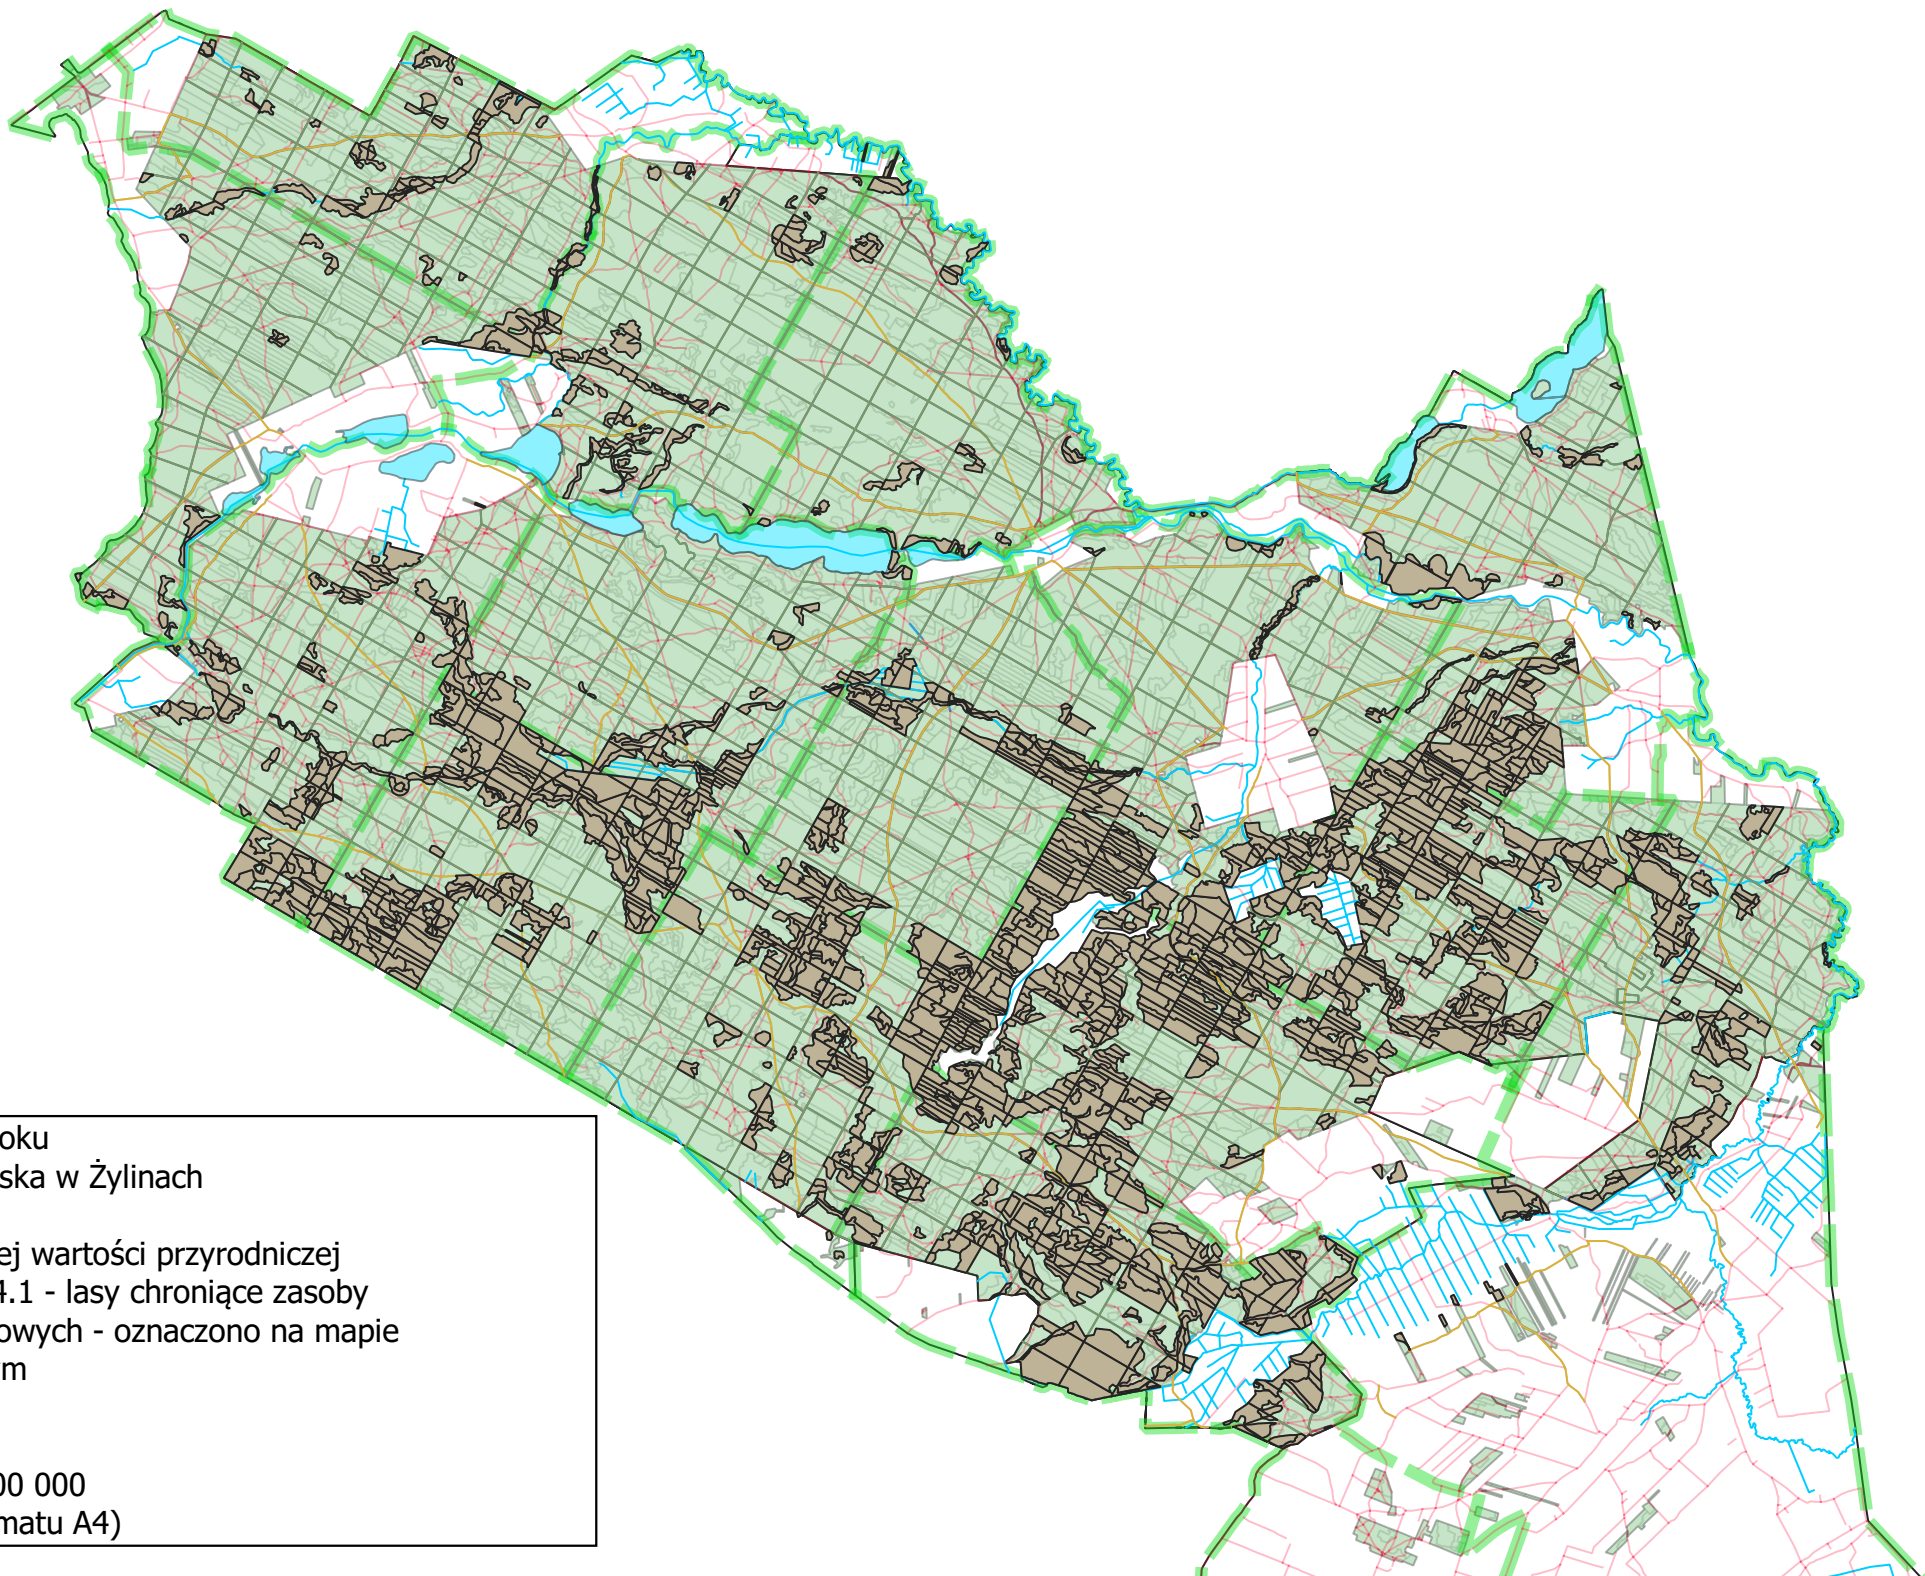 oku
ska w Żylinach
ej wartości przyrodniczej
4.1 - lasy chroniące zasoby
owych - oznaczono na mapie
m
00 000
matu A4)